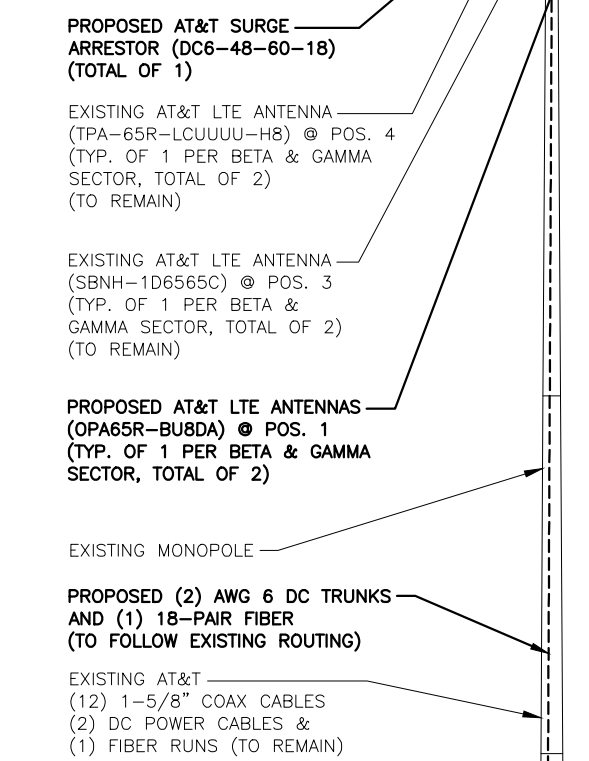 PROPOSED AT&T SURGE
ARRESTOR (DC6-48-60-18)
(TOTAL OF 1)
EXISTING AT&T LTE ANTENNA
(TPA-65R-LCUUUU-H8) @ POS. 4
(TYP. OF 1 PER BETA & GAMMA
SECTOR, TOTAL OF 2)
(TO REMAIN)
EXISTING AT&T LTE ANTENNA
(SBNH-1D6565C) @ POS. 3
(TYP. OF 1 PER BETA &
GAMMA SECTOR, TOTAL OF 2)
(TO REMAIN)
PROPOSED AT&T LTE ANTENNAS
(OPA65R-BU8DA) @ POS. 1
(TYP. OF 1 PER BETA & GAMMA
SECTOR, TOTAL OF 2)
EXISTING MONOPOLE
PROPOSED (2) AWG 6 DC TRUNKS
AND (1) 18-PAIR FIBER
(TO FOLLOW EXISTING ROUTING)
EXISTING AT&T
(12) 1-5/8" COAX CABLES
(2) DC POWER CABLES &
(1) FIBER RUNS (TO REMAIN)